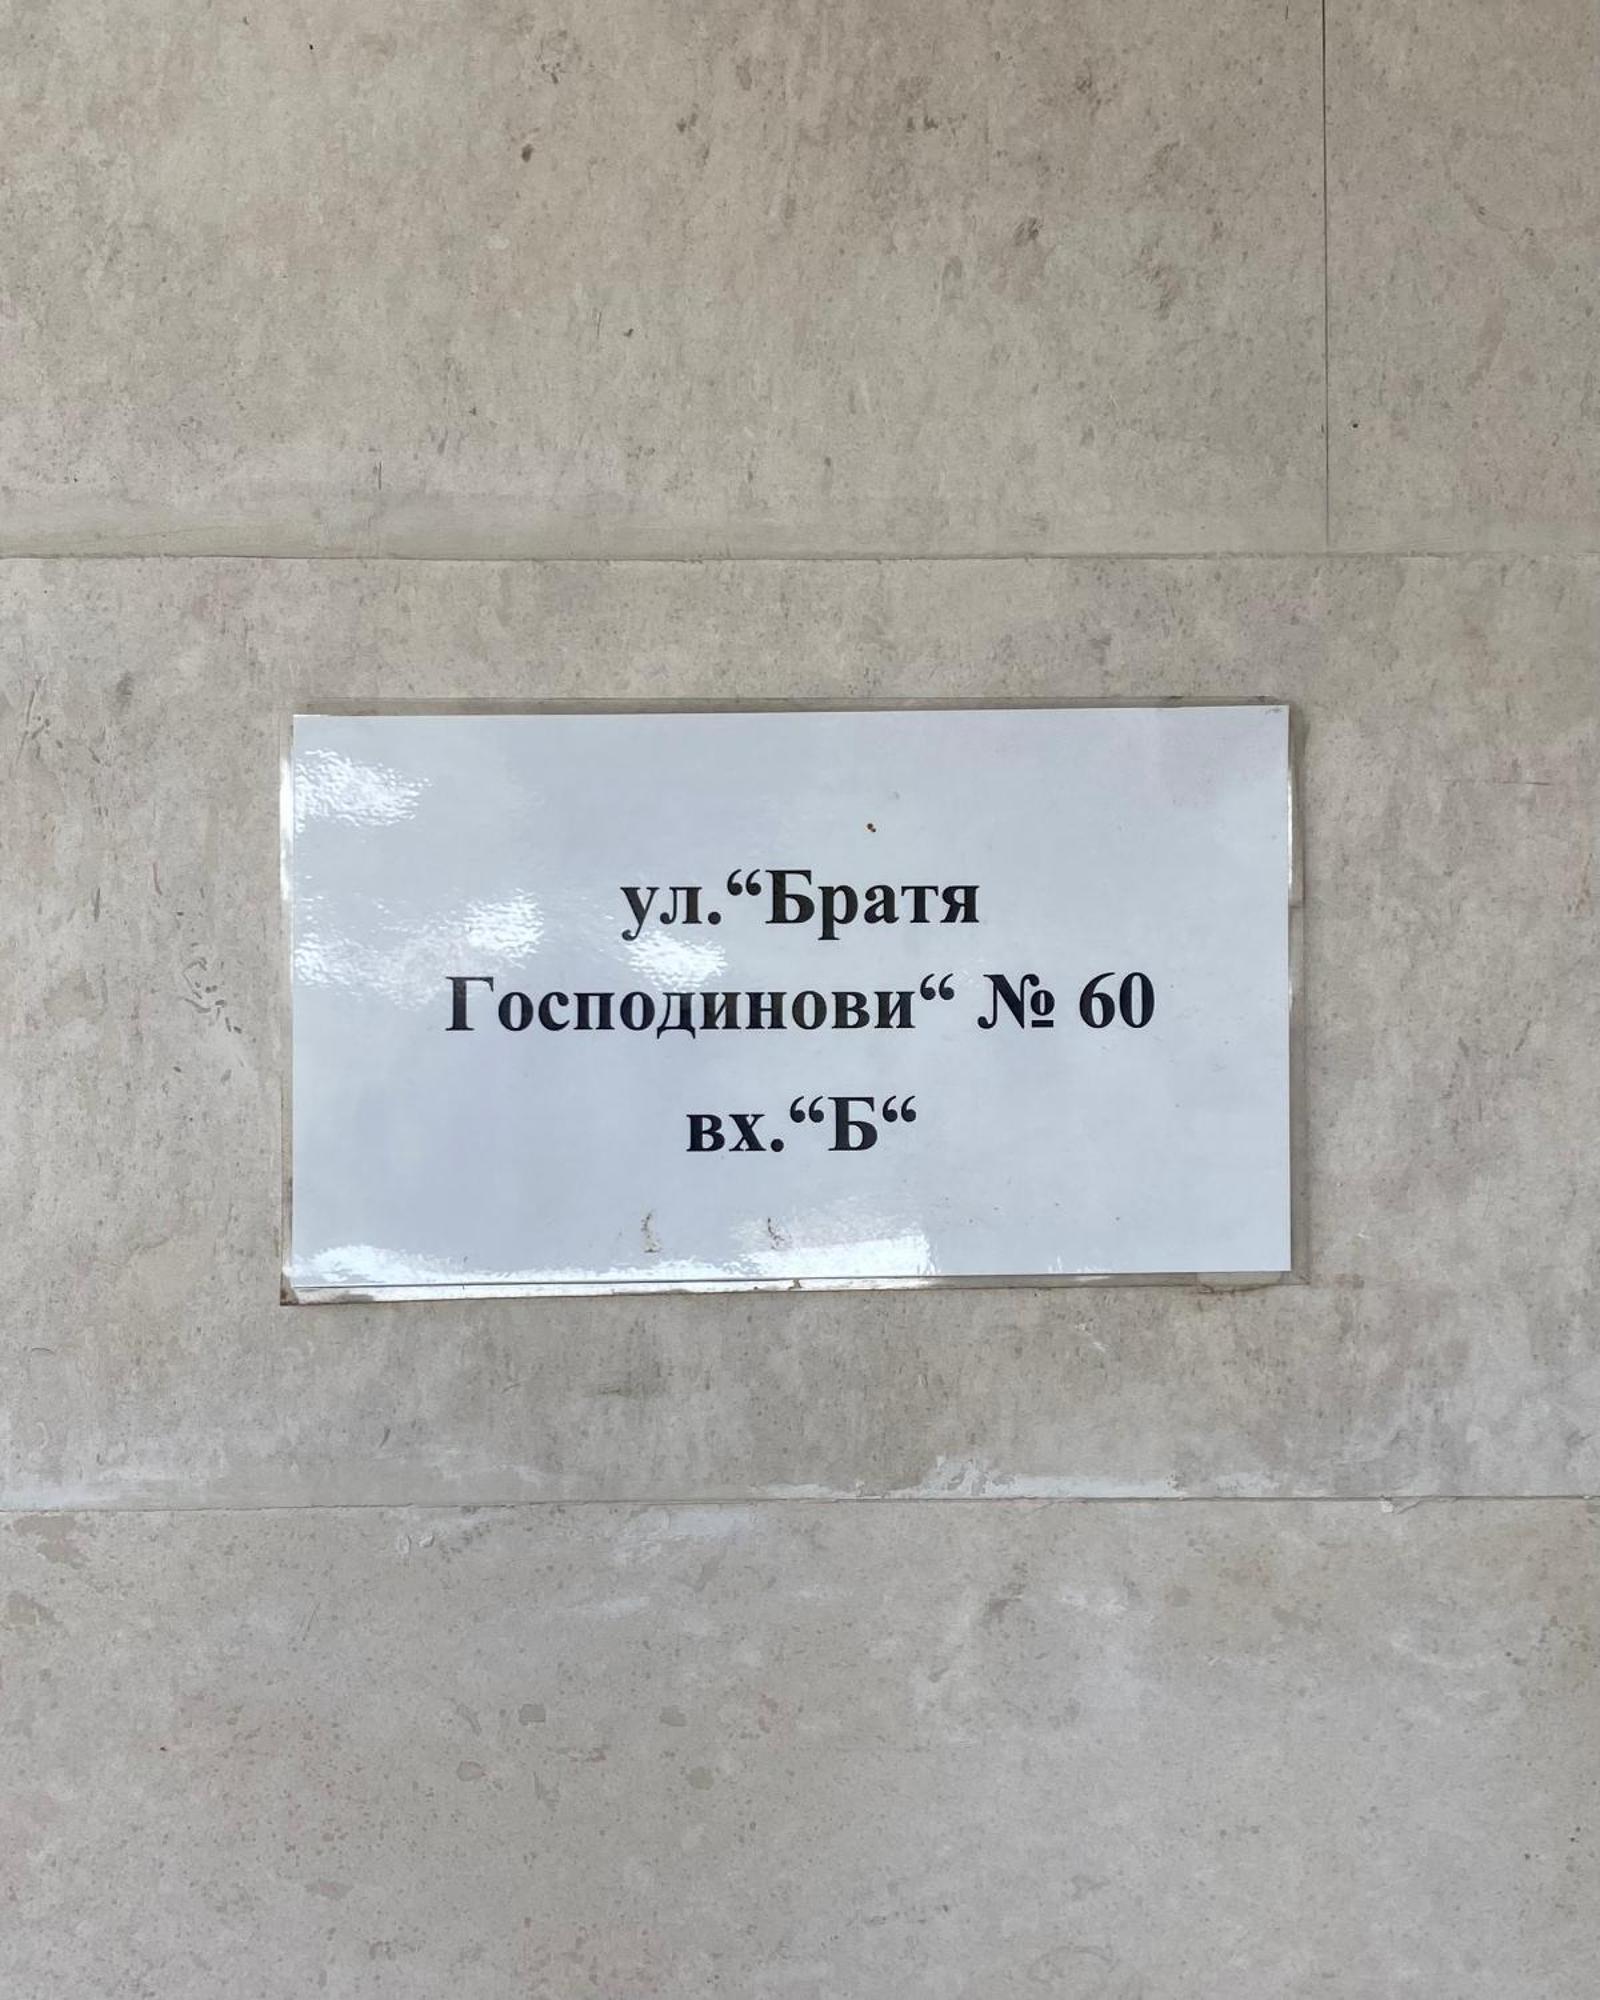 ул.“Братя
Господинови“ № 60
вх.“Б“